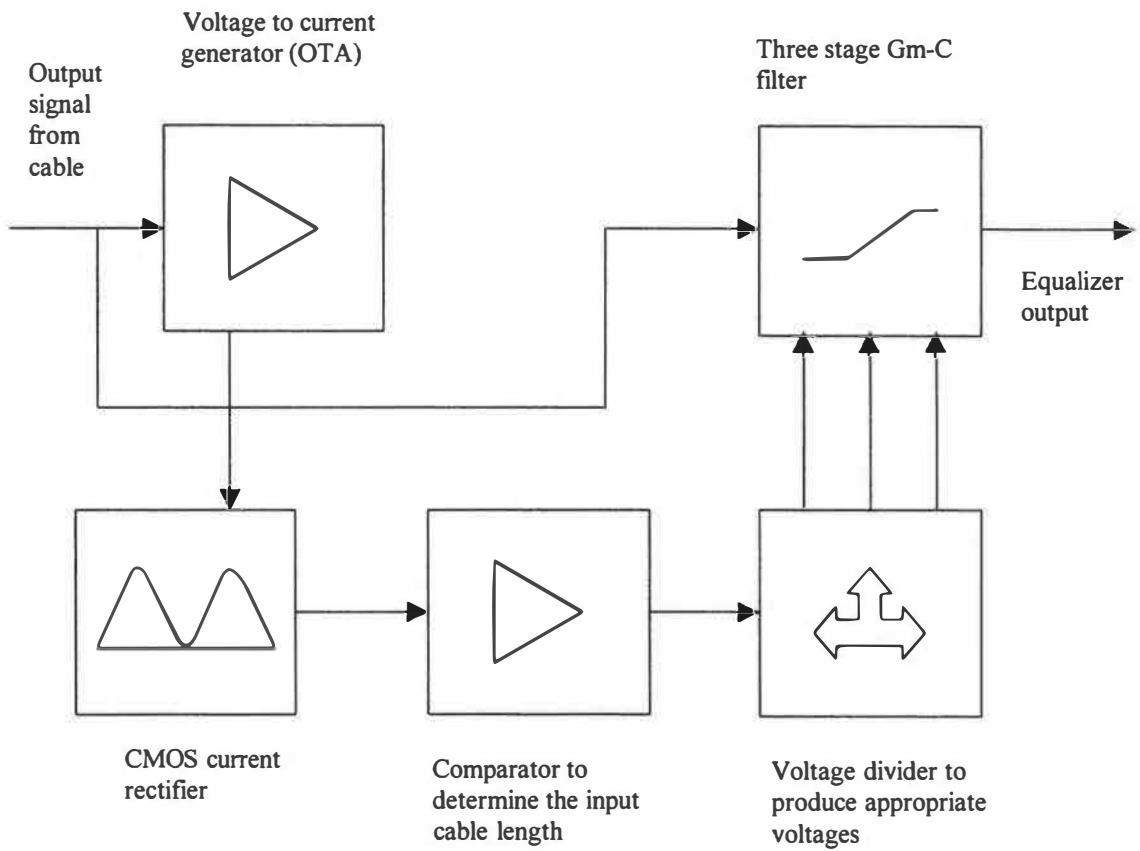 Voltage to current
generator (OTA)
Output
signal
from
cable
Three stage Gm-C
filter
Equalizer
output
CMOS current
rectifier
Comparator to
determine the input
cable length
Voltage divider to
produce appropriate
voltages